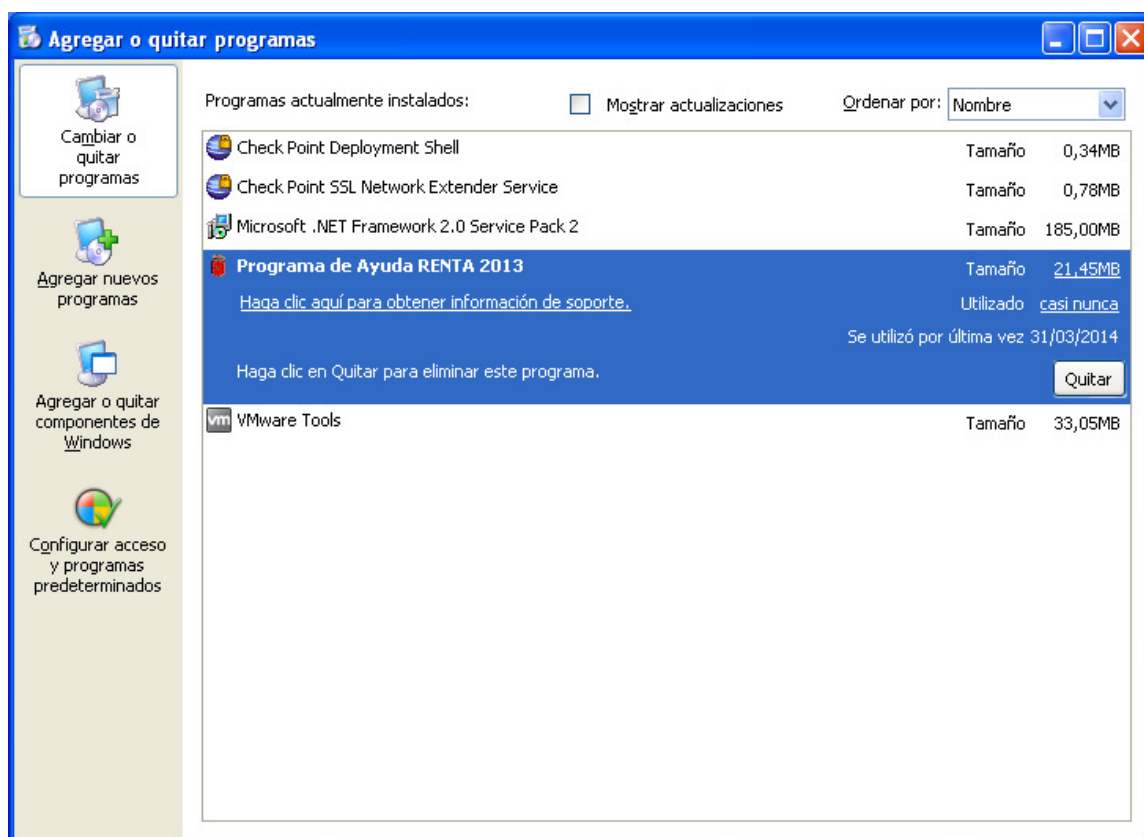 Agregar o quitar programas
Cambiar o
quitar
programas
Agregar nuevos
programas
Agregar o quitar
componentes de
Windows
Configurar acceso
y programas
predeterminados
Programas actualmente instalados:
Mostrar actualizaciones
Ordenar por: Nombre
Check Point Deployment Shell Tamaño 0,34MB
Check Point SSL Network Extender Service Tamaño 0,78MB
Microsoft .NET Framework 2.0 Service Pack 2 Tamaño 185,00MB
Programa de Ayuda RENTA 2013 Tamaño 21,45MB
Haga clic aquí para obtener información de soporte. Utilizado casi nunca
Se utilizó por última vez 31/03/2014
Haga clic en Quitar para eliminar este programa. Quitar
vm VMware Tools Tamaño 33,05MB